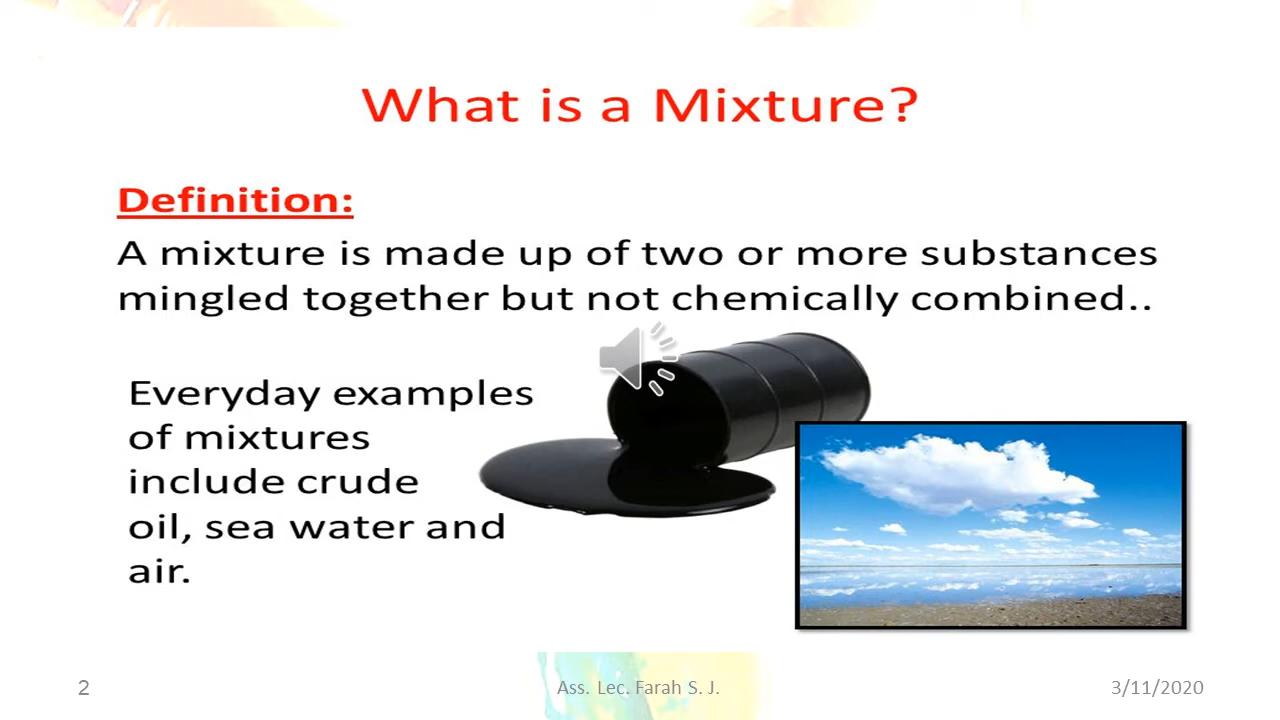 What is a Mixture?
Definition:
A mixture is made up of two or more substances
mingled together but not chemically combined..
Everyday examples
of mixtures
include crude
oil, sea water and
air.
2
Ass. Lec. Farah S. J.
3/11/2020